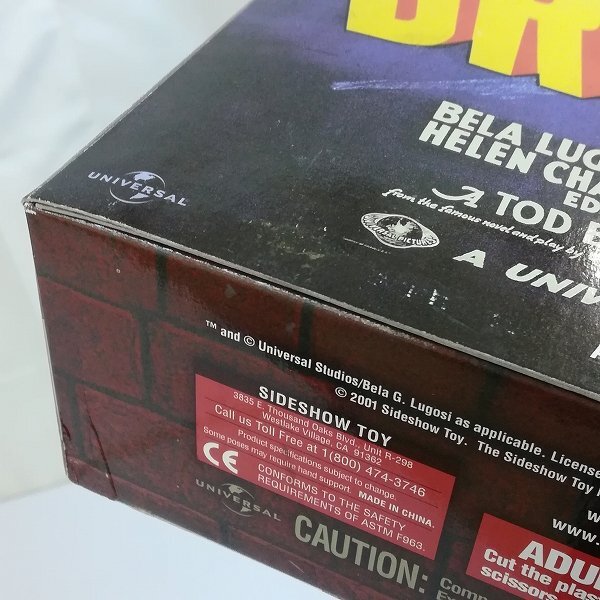 DR
BELA LUGO
HELEN CHA
ED
A TOD B
from the famous novel and play by
UNIVERSAL
A UNIV
™ and © Universal Studios/Bela G. Lugosi as applicable. License
© 2001 Sideshow Toy. The Sideshow Toy
SIDESHOW TOY
3835 E. Thousand Oaks Blvd., Unit R-298
Westlake Village, CA 91362
Call us Toll Free at 1(800) 474-3746
Product specifications subject to change.
Some poses may require hand support. MADE IN CHINA.
CE CONFORMS TO THE SAFETY
REQUIREMENTS OF ASTM F963.
UNIVERSAL
CAUTION:
Comp
ADU
Cut the plas
scissors